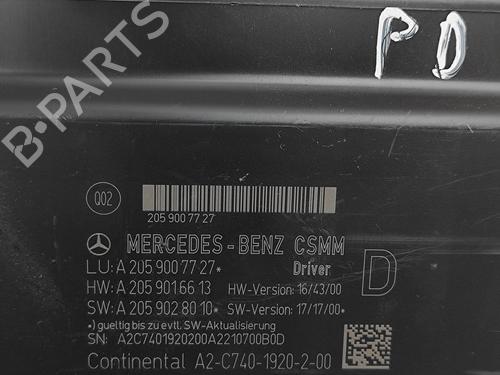 PD
B-PARTS
Q02
205 900 77 27
MERCEDES-BENZ CSMM
LU: A 205 900 77 27* Driver D
HW: A 205 901 66 13 HW-Version: 16/43/00
SW: A 205 902 80 10* SW-Version: 17/17/00*
*) gueltig bis zu evtl. SW-Aktualisierung
SN: A2C7401920200A2210700B0D
Continental A2-C740-1920-2-00